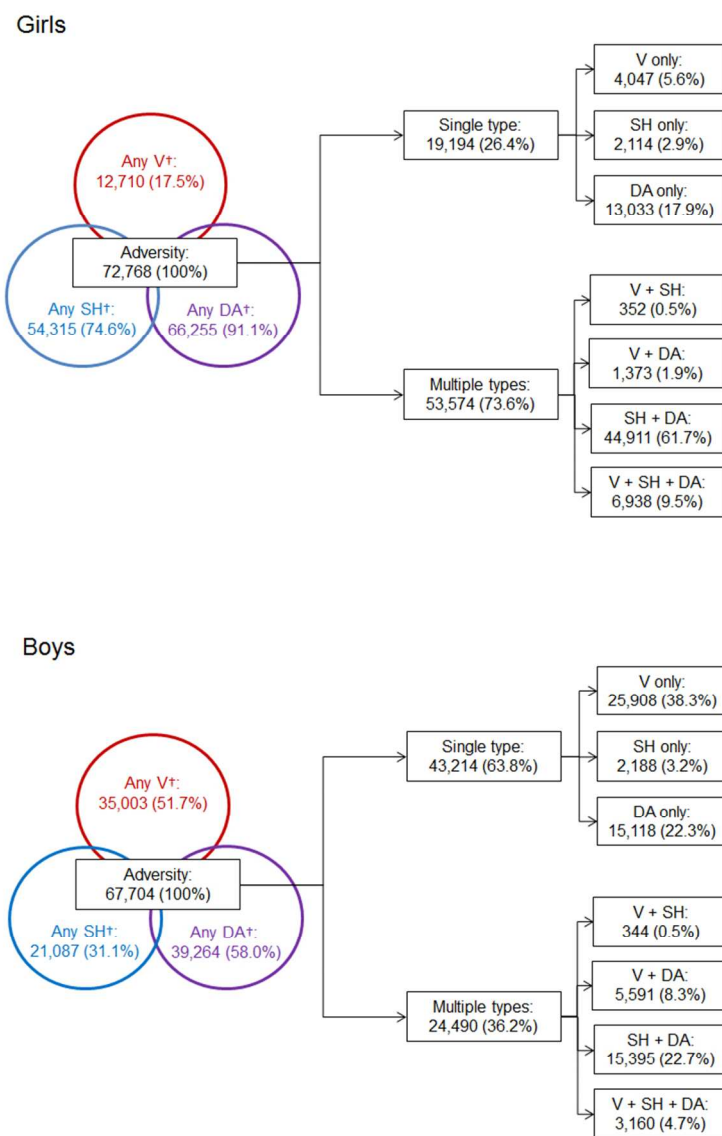 Girls
Any V†:
12,710 (17.5%)
Adversity:
72,768 (100%)
Any SH†:
54,315 (74.6%)
Any DA†:
66,255 (91.1%)
Single type:
19,194 (26.4%)
Multiple types:
53,574 (73.6%)
V only:
4,047 (5.6%)
SH only:
2,114 (2.9%)
DA only:
13,033 (17.9%)
V + SH:
352 (0.5%)
V + DA:
1,373 (1.9%)
SH + DA:
44,911 (61.7%)
V + SH + DA:
6,938 (9.5%)
Boys
Any V†:
35,003 (51.7%)
Adversity:
67,704 (100%)
Any SH†:
21,087 (31.1%)
Any DA†:
39,264 (58.0%)
Single type:
43,214 (63.8%)
Multiple types:
24,490 (36.2%)
V only:
25,908 (38.3%)
SH only:
2,188 (3.2%)
DA only:
15,118 (22.3%)
V + SH:
344 (0.5%)
V + DA:
5,591 (8.3%)
SH + DA:
15,395 (22.7%)
V + SH + DA:
3,160 (4.7%)